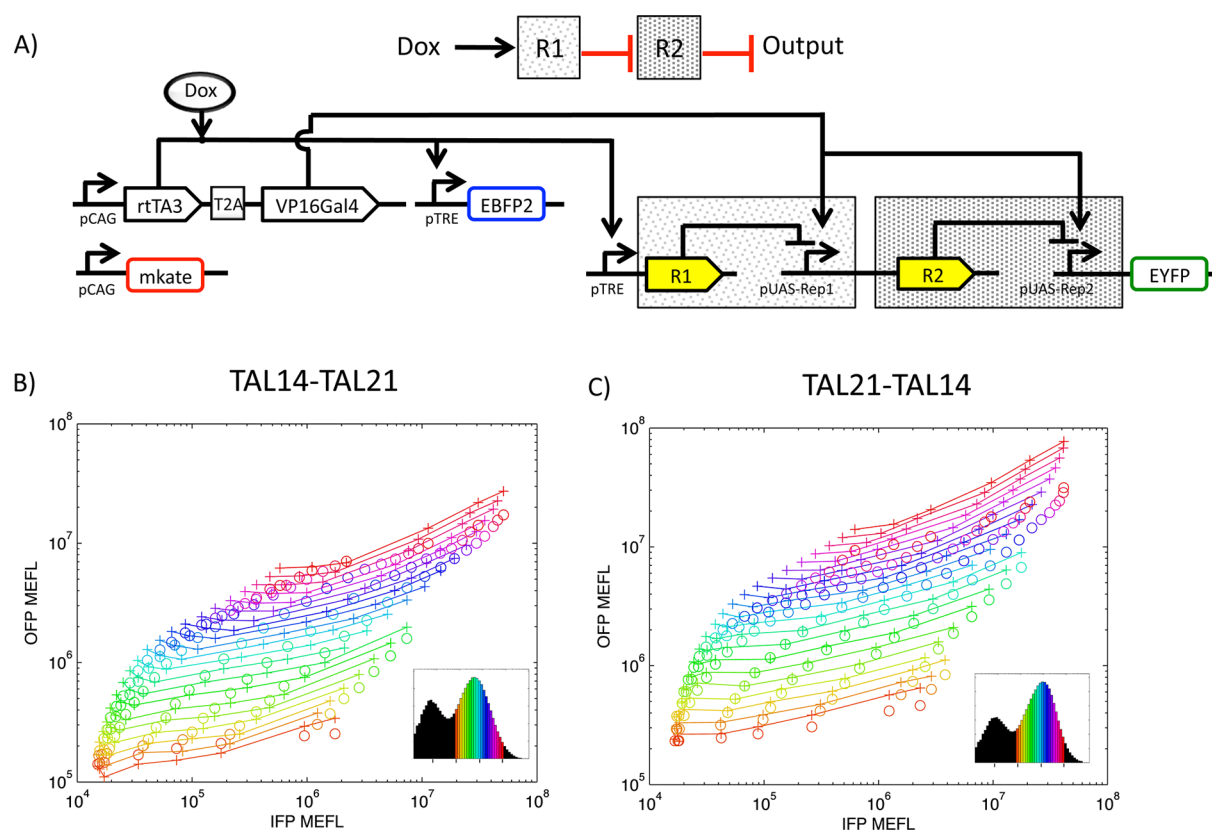 A)
Dox
R1
R2
Output
Dox
pCAG
rtTA3
T2A
VP16Gal4
pTRE
EBFP2
pCAG
mkate
pTRE
R1
pUAS-Rep1
R2
pUAS-Rep2
EYFP
B)
TAL14-TAL21
10^8
10^7
10^6
10^5
OFP MEFL
10^4
10^5
10^6
10^7
10^8
IFP MEFL
C)
TAL21-TAL14
10^8
10^7
10^6
10^5
OFP MEFL
10^4
10^5
10^6
10^7
10^8
IFP MEFL